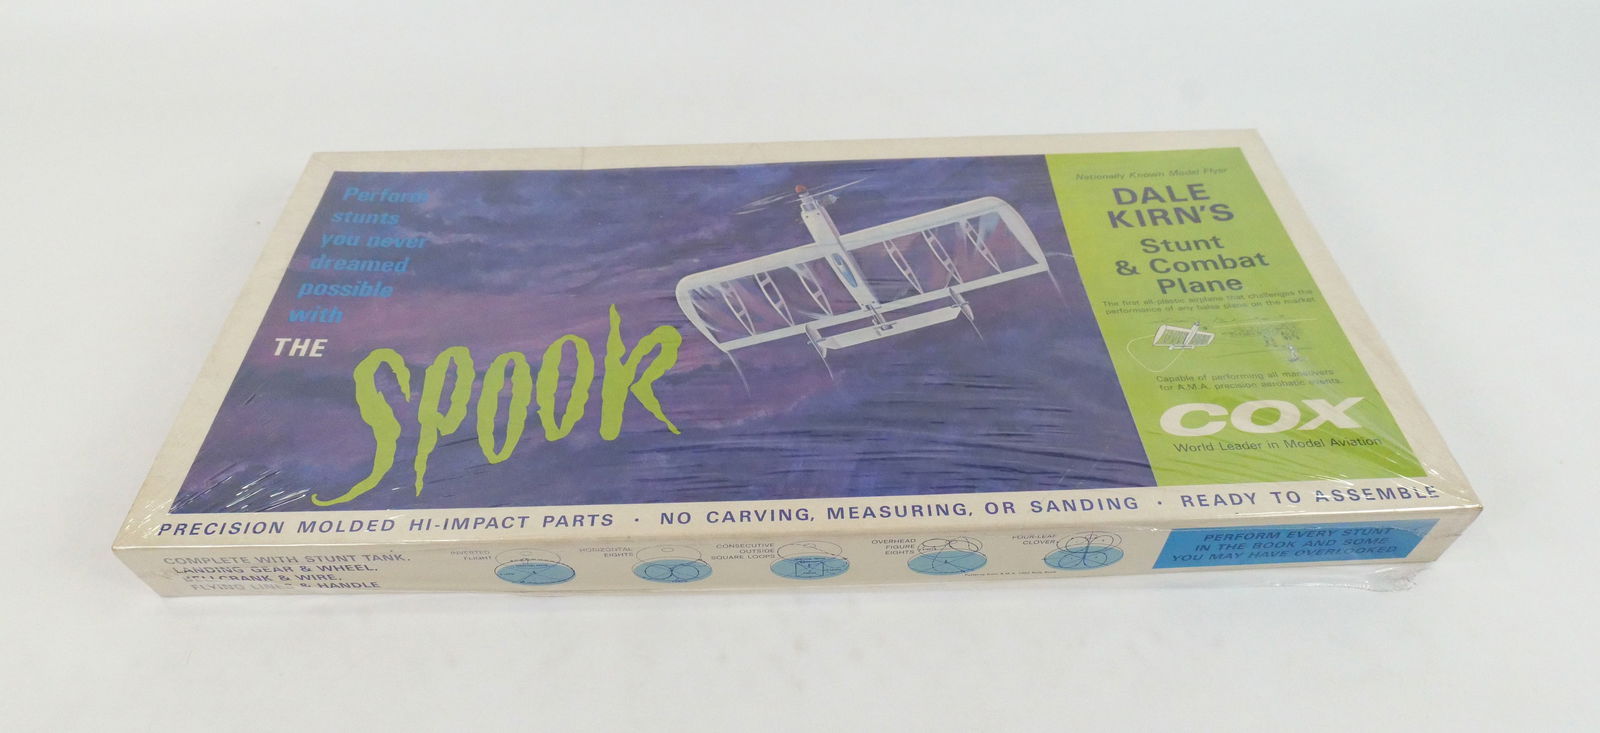 Perform
stunts
you never
dreamed
possible
with
THE
SPOOK
Nationally Known Model Flyer
DALE
KIRN'S
Stunt
& Combat
Plane
The first all-plastic airplane that challenges the
performance of any balsa plane on the market
Capable of performing all maneuvers
for A.M.A. precision aerobatic events.
COX
World Leader in Model Aviation
PRECISION MOLDED HI-IMPACT PARTS · NO CARVING, MEASURING, OR SANDING · READY TO ASSEMBLE
COMPLETE WITH STUNT TANK,
LANDING GEAR & WHEEL,
BELLCRANK & WIRE,
FLYING LINES & HANDLE
INVERTED
FLIGHT
HORIZONTAL
EIGHTS
CONSECUTIVE
OUTSIDE
SQUARE LOOPS
OVERHEAD
FIGURE
EIGHTS
FOUR-LEAF
CLOVER
PERFORM EVERY STUNT
IN THE BOOK AND SOME
YOU MAY HAVE OVERLOOKED